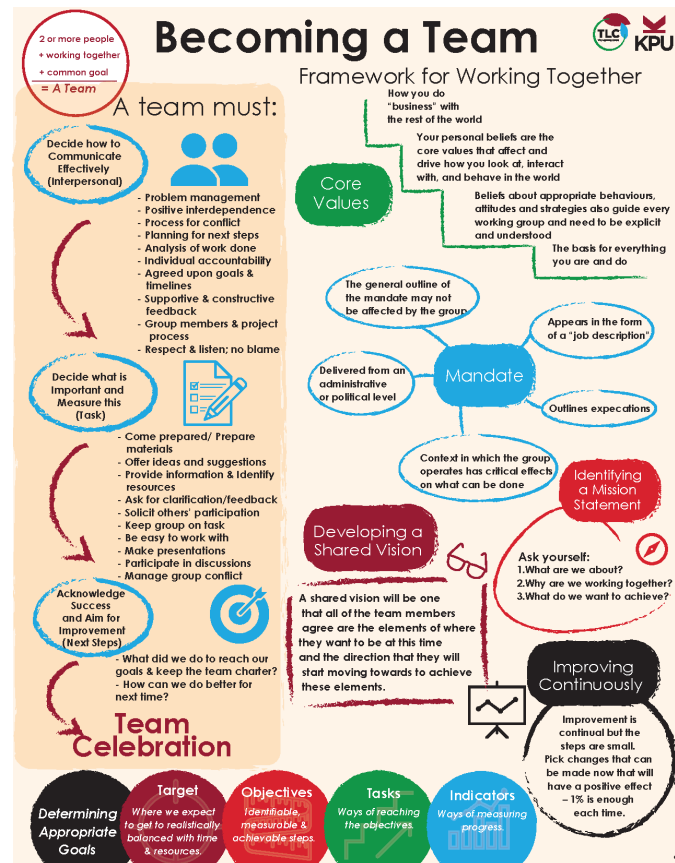 2 or more people
+ working together
+ common goal
= A Team
Becoming a Team
TLC
KPU
Framework for Working Together
A team must:
Decide how to
Communicate
Effectively
(Interpersonal)
- Problem management
- Positive interdependence
- Process for conflict
- Planning for next steps
- Analysis of work done
- Individual accountability
- Agreed upon goals &
timelines
- Supportive & constructive
feedback
- Group members & project
process
- Respect & listen; no blame
Decide what is
Important and
Measure this
(Task)
- Come prepared/ Prepare
materials
- Offer ideas and suggestions
- Provide information & Identify
resources
- Ask for clarification/feedback
- Solicit others' participation
- Keep group on task
- Be easy to work with
- Make presentations
- Participate in discussions
- Manage group conflict
Acknowledge
Success
and Aim for
Improvement
(Next Steps)
- What did we do to reach our
goals & keep the team charter?
- How can we do better for
next time?
Team
Celebration
Core
Values
How you do
"business" with
the rest of the world
Your personal beliefs are the
core values that affect and
drive how you look at, interact
with, and behave in the world
Beliefs about appropriate behaviours,
attitudes and strategies also guide every
working group and need to be explicit
and understood
The basis for everything
you are and do
Mandate
The general outline of
the mandate may not
be affected by the group
Appears in the form
of a "job description"
Delivered from an
administrative
or political level
Outlines expecations
Context in which the group
operates has critical effects
on what can be done
Identifying
a Mission
Statement
Ask yourself:
1.What are we about?
2.Why are we working together?
3.What do we want to achieve?
Developing a
Shared Vision
A shared vision will be one
that all of the team members
agree are the elements of where
they want to be at this time
and the direction that they will
start moving towards to achieve
these elements.
Improving
Continuously
Improvement is
continual but the
steps are small.
Pick changes that can
be made now that will
have a positive effect
– 1% is enough
each time.
Determining
Appropriate
Goals
Target
Where we expect
to get to realistically
balanced with time
& resources.
Objectives
Identifiable,
measurable &
achievable steps.
Tasks
Ways of reaching
the objectives.
Indicators
Ways of measuring
progress.